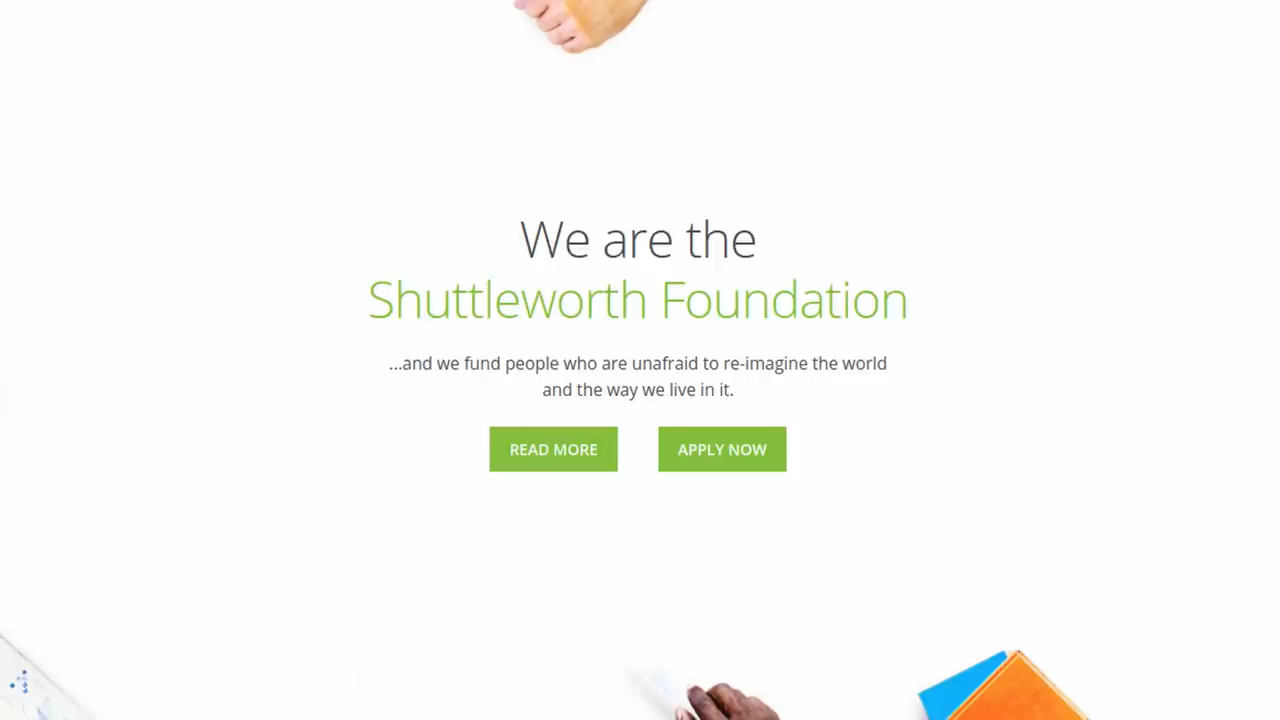 We are the
Shuttleworth Foundation
...and we fund people who are unafraid to re-imagine the world
and the way we live in it.
READ MORE
APPLY NOW